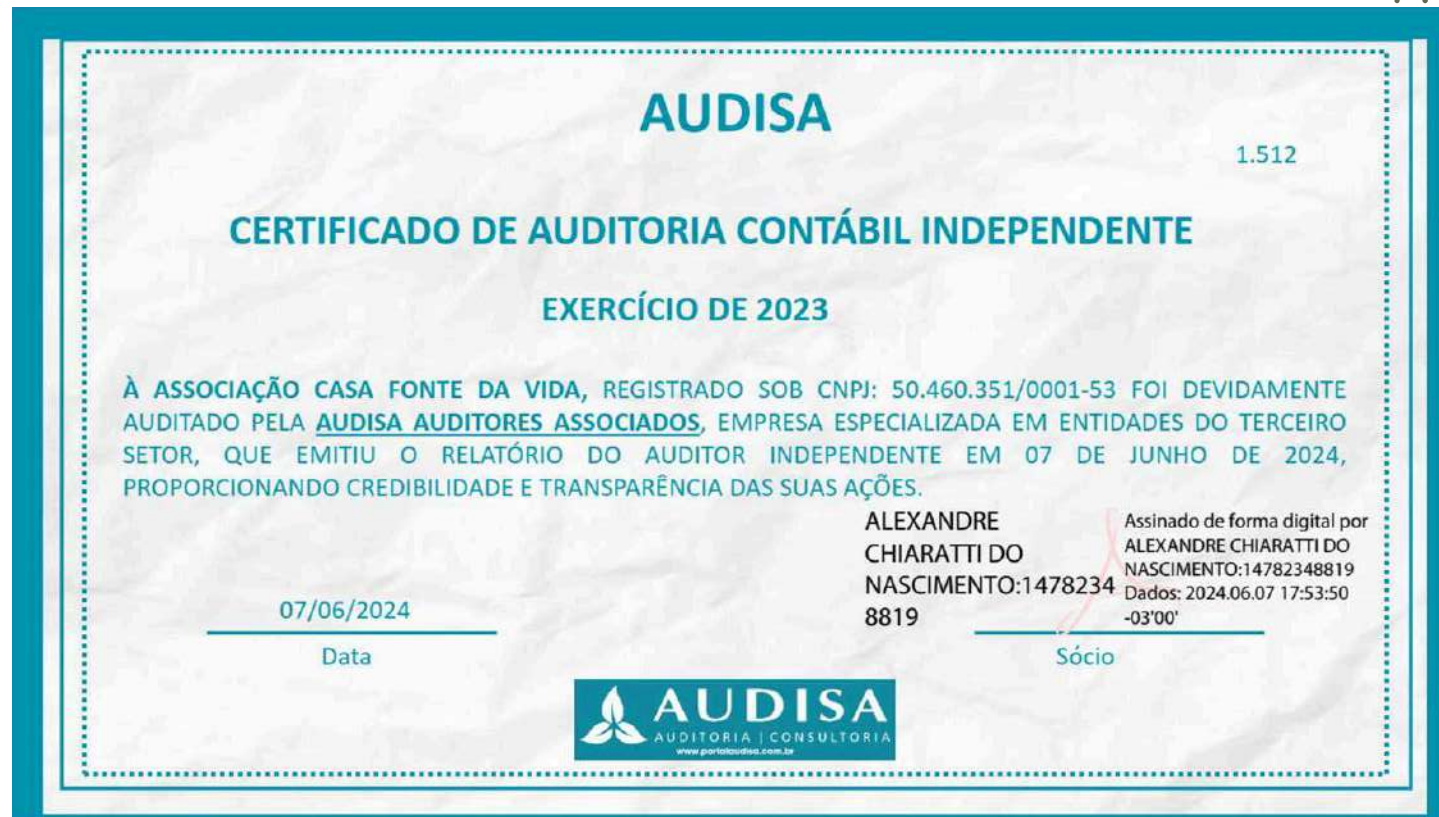 AUDISA
1.512
CERTIFICADO DE AUDITORIA CONTÁBIL INDEPENDENTE
EXERCÍCIO DE 2023
À ASSOCIAÇÃO CASA FONTE DA VIDA, REGISTRADO SOB CNPJ: 50.460.351/0001-53 FOI DEVIDAMENTE
AUDITADO PELA AUDISA AUDITORES ASSOCIADOS, EMPRESA ESPECIALIZADA EM ENTIDADES DO TERCEIRO
SETOR, QUE EMITIU O RELATÓRIO DO AUDITOR INDEPENDENTE EM 07 DE JUNHO DE 2024,
PROPORCIONANDO CREDIBILIDADE E TRANSPARÊNCIA DAS SUAS AÇÕES.
ALEXANDRE
CHIARATTI DO
NASCIMENTO:1478234
8819
Assinado de forma digital por
ALEXANDRE CHIARATTI DO
NASCIMENTO:14782348819
Dados: 2024.06.07 17:53:50
-03'00'
07/06/2024
Data
Sócio
AUDISA
AUDITORIA | CONSULTORIA
www.portalaudisa.com.br